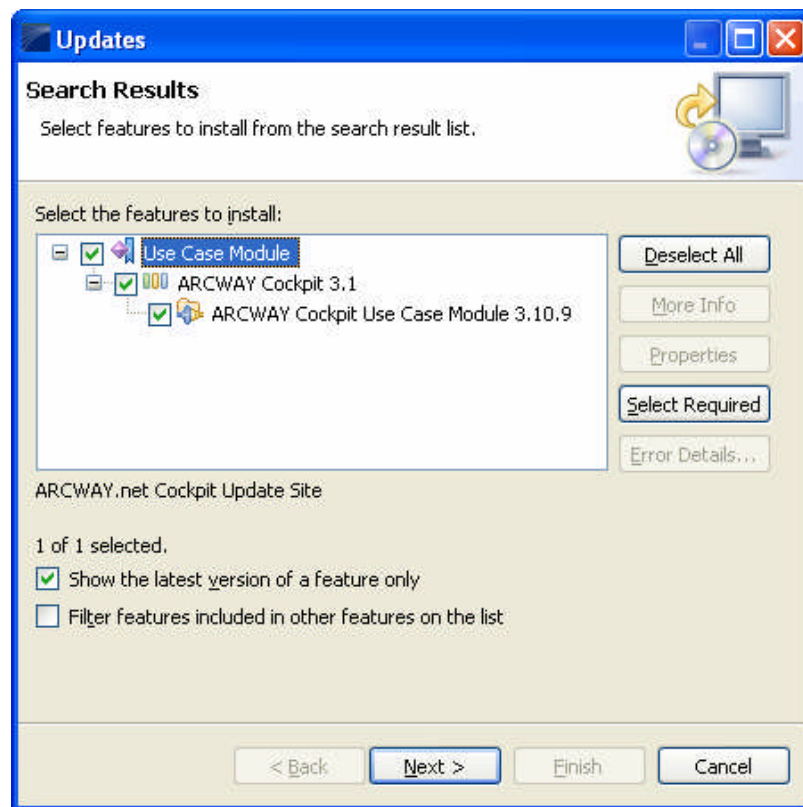 Updates
Search Results
Select features to install from the search result list.
Select the features to install:
Use Case Module
Deselect All
ARCWAY Cockpit 3.1
ARCWAY Cockpit Use Case Module 3.10.9
More Info
Properties
Select Required
Error Details...
ARCWAY.net Cockpit Update Site
1 of 1 selected.
Show the latest version of a feature only
Filter features included in other features on the list
< Back Next > Finish Cancel